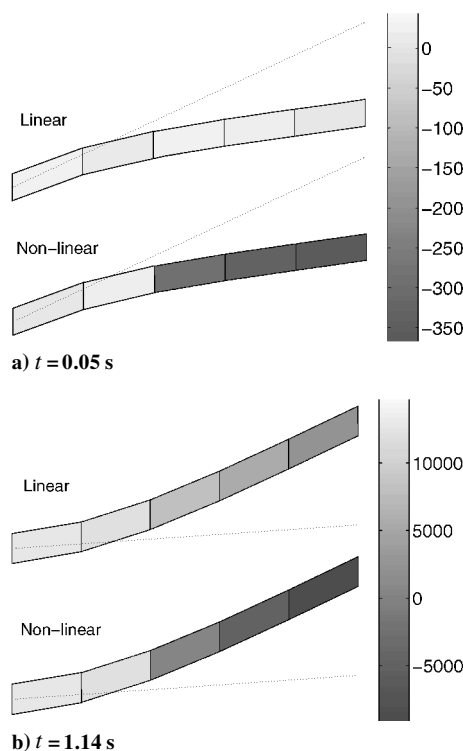 Linear
Non-linear
0
−50
−100
−150
−200
−250
−300
−350
a) t = 0.05 s
Linear
Non-linear
10000
5000
0
−5000
b) t = 1.14 s